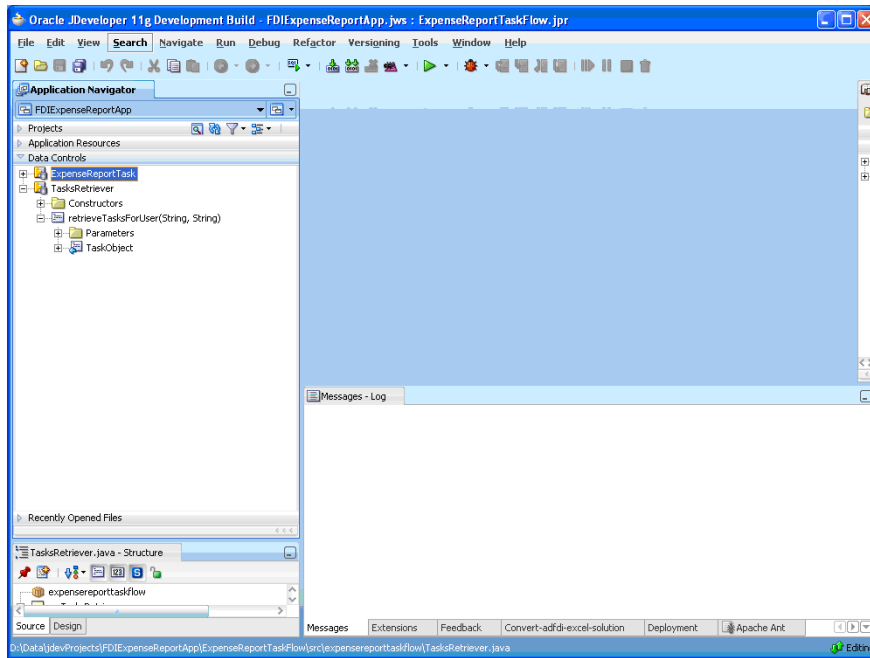 Oracle JDeveloper 11g Development Build - FDIExpenseReportApp.jws : ExpenseReportTaskFlow.jpr
File Edit View Search Navigate Run Debug Refactor Versioning Tools Window Help
Application Navigator
FDIExpenseReportApp
Projects
Application Resources
Data Controls
ExpenseReportTask
TasksRetriever
Constructors
retrieveTasksForUser(String, String)
Parameters
TaskObject
Messages - Log
Recently Opened Files
TasksRetriever.java - Structure
expensereporttaskflow
Source Design
Messages Extensions Feedback Convert-adfdi-excel-solution Deployment Apache Ant
D:\Data\jdevProjects\FDIExpenseReportApp\ExpenseReportTaskFlow\src\expensereporttaskflow\TasksRetriever.java
Editin